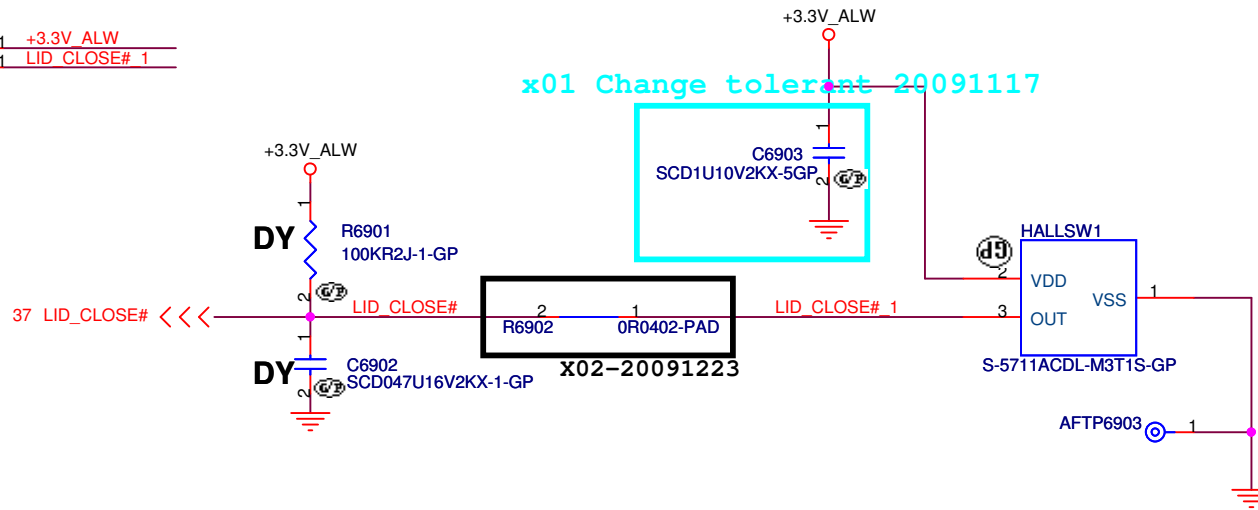 +3.3V_ALW
1 +3.3V_ALW
1 LID_CLOSE#_1
x01 Change tolerant 20091117
1
C6903
SCD1U10V2KX-5GP
2 G/P
+3.3V_ALW
1
DY R6901
100KR2J-1-GP
2 G/P
HALLSW1
GP
2 VDD
VSS 1
3 OUT
S-5711ACDL-M3T1S-GP
37 LID_CLOSE#
LID_CLOSE#
2 1
R6902 0R0402-PAD
LID_CLOSE#_1
X02-20091223
1
DY C6902
SCD047U16V2KX-1-GP
2 G/P
AFTP6903 1